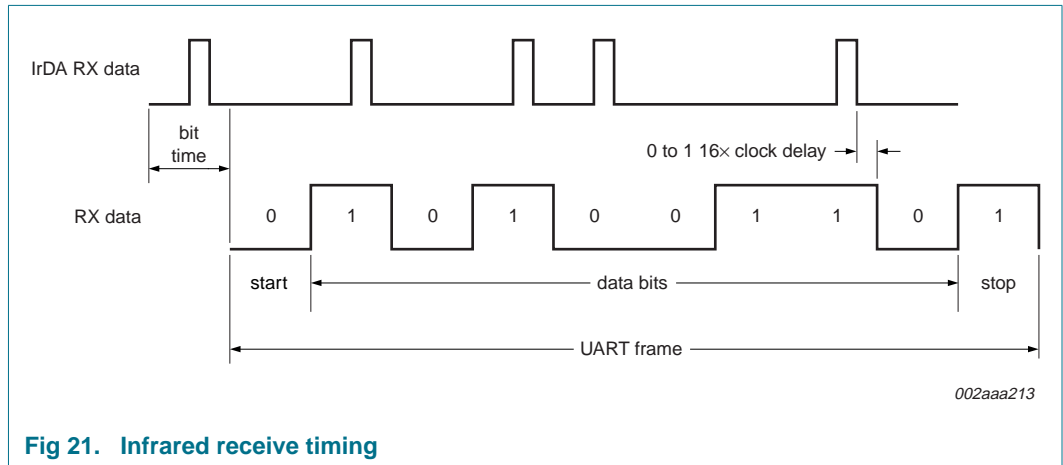 IrDA RX data
bit
time
0 to 1 16× clock delay
RX data
0 1 0 1 0 0 1 1 0 1
start data bits stop
UART frame
002aaa213
Fig 21. Infrared receive timing